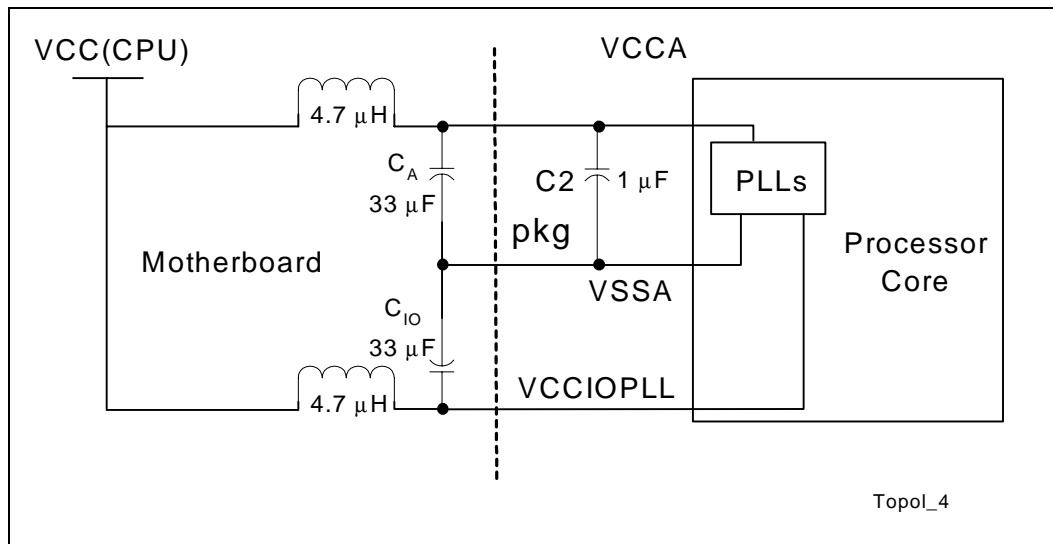 VCC(CPU)
VCCA
4.7 μH
C_A
33 μF
C2
1 μF
PLLs
pkg
Motherboard
Processor
Core
VSSA
C_IO
33 μF
VCCIOPLL
4.7 μH
Topol_4